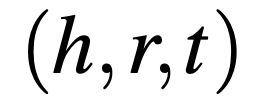 (h, r, t)